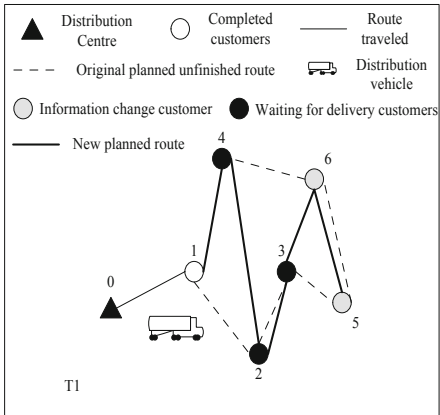 Distribution
Centre
Completed
customers
Route
traveled
Original planned unfinished route
Distribution
vehicle
Information change customer
Waiting for delivery customers
New planned route
4
6
1
3
0
5
2
T1